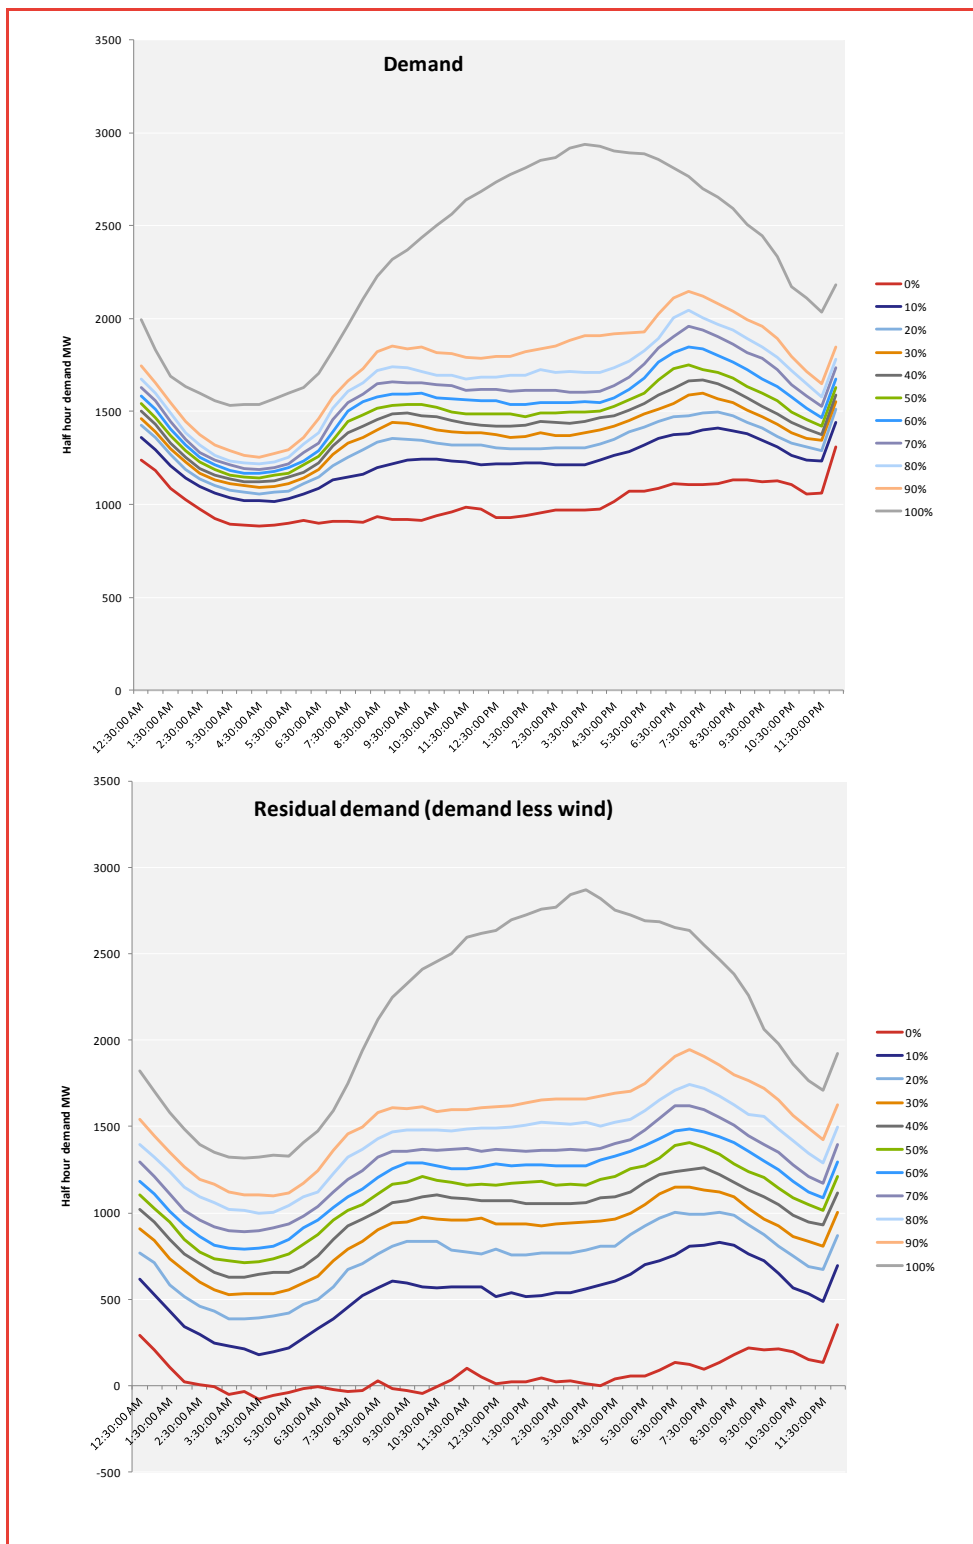 Demand
Half hour demand MW
3500
3000
2500
2000
1500
1000
500
0
12:30:00 AM
1:30:00 AM
2:30:00 AM
3:30:00 AM
4:30:00 AM
5:30:00 AM
6:30:00 AM
7:30:00 AM
8:30:00 AM
9:30:00 AM
10:30:00 AM
11:30:00 AM
12:30:00 PM
1:30:00 PM
2:30:00 PM
3:30:00 PM
4:30:00 PM
5:30:00 PM
6:30:00 PM
7:30:00 PM
8:30:00 PM
9:30:00 PM
10:30:00 PM
11:30:00 PM
0%
10%
20%
30%
40%
50%
60%
70%
80%
90%
100%
Residual demand (demand less wind)
Half hour demand MW
3500
3000
2500
2000
1500
1000
500
0
-500
12:30:00 AM
1:30:00 AM
2:30:00 AM
3:30:00 AM
4:30:00 AM
5:30:00 AM
6:30:00 AM
7:30:00 AM
8:30:00 AM
9:30:00 AM
10:30:00 AM
11:30:00 AM
12:30:00 PM
1:30:00 PM
2:30:00 PM
3:30:00 PM
4:30:00 PM
5:30:00 PM
6:30:00 PM
7:30:00 PM
8:30:00 PM
9:30:00 PM
10:30:00 PM
11:30:00 PM
0%
10%
20%
30%
40%
50%
60%
70%
80%
90%
100%